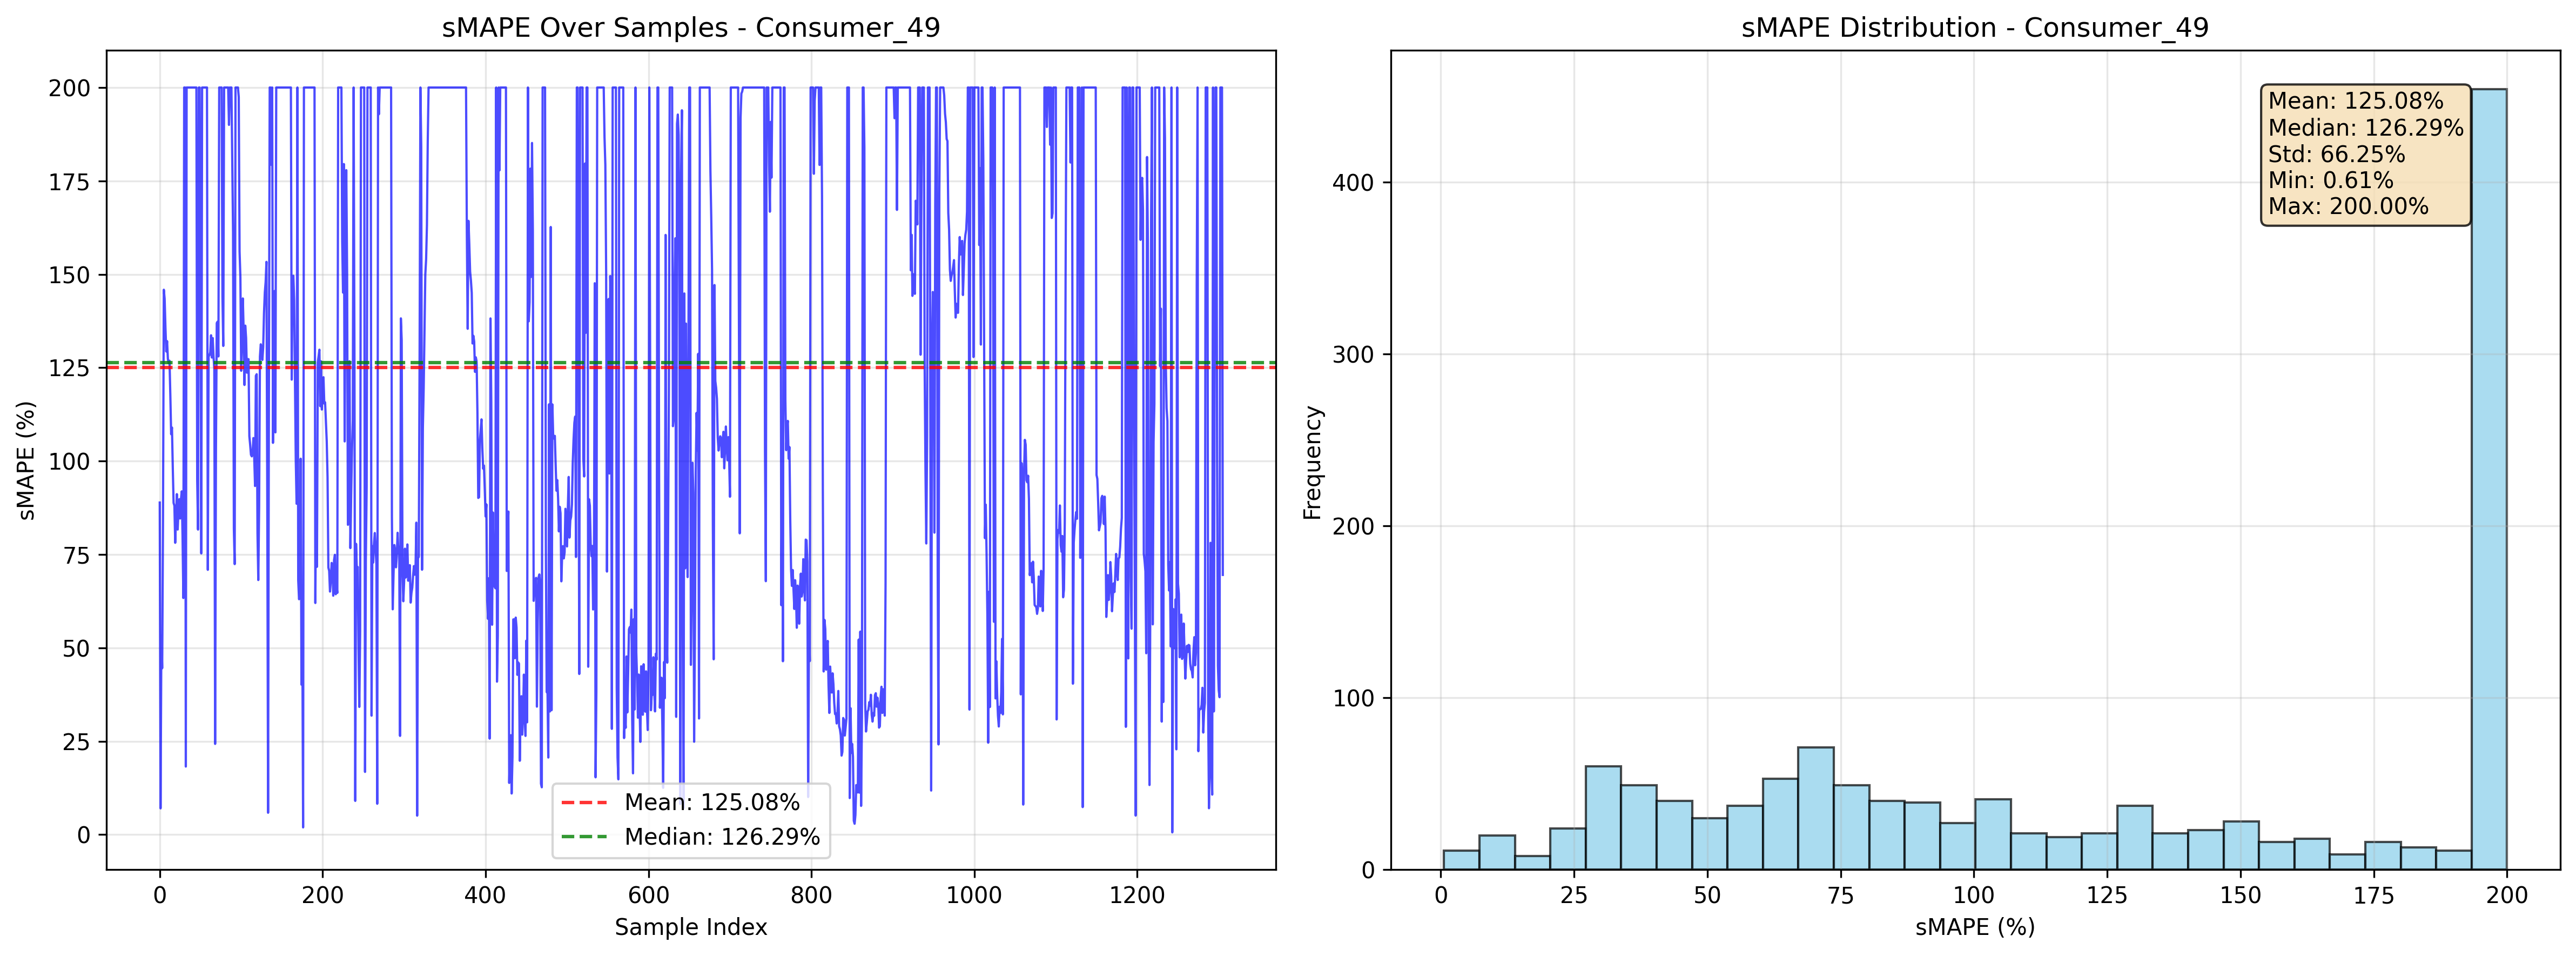 sMAPE Over Samples - Consumer_49
200
175
150
125
100
75
50
25
0
sMAPE (%)
Mean: 125.08%
Median: 126.29%
0 200 400 600 800 1000 1200
Sample Index
sMAPE Distribution - Consumer_49
Mean: 125.08%
Median: 126.29%
Std: 66.25%
Min: 0.61%
Max: 200.00%
400
300
200
100
0
Frequency
0 25 50 75 100 125 150 175 200
sMAPE (%)